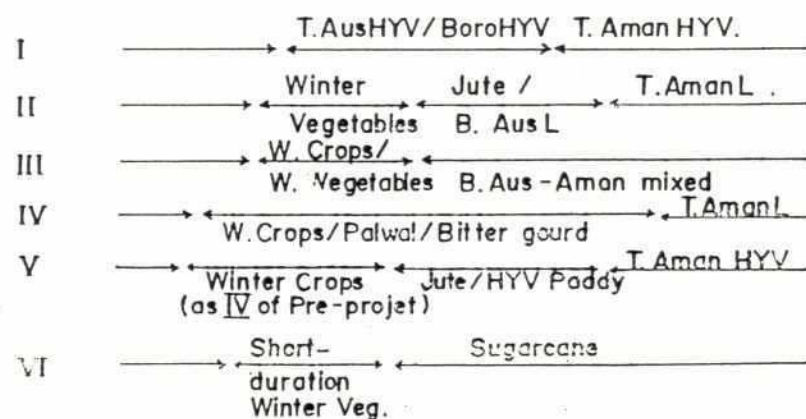 I T. AusHYV/ BoroHYV T. Aman HYV.
II Winter Jute / T. Aman L .
Vegetables B. Aus L
III W. Crops/
W. Vegetables B. Aus - Aman mixed
IV T. Aman L
W. Crops/Palwal/Bitter gourd
V T. Aman HYV
Winter Crops Jute/HYV Paddy
(as IV of Pre-projet)
VI Short- Sugarcane
duration
Winter Veg.